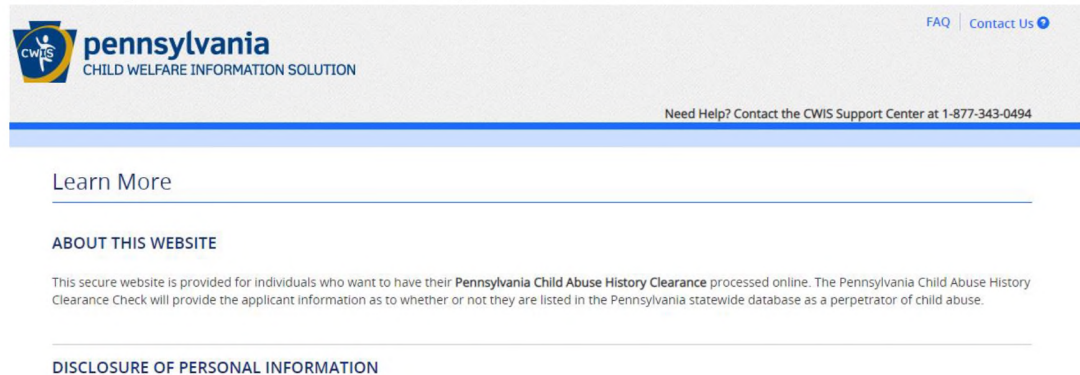 FAQ Contact Us ?
CWIS
pennsylvania
CHILD WELFARE INFORMATION SOLUTION
Need Help? Contact the CWIS Support Center at 1-877-343-0494
Learn More
ABOUT THIS WEBSITE
This secure website is provided for individuals who want to have their Pennsylvania Child Abuse History Clearance processed online. The Pennsylvania Child Abuse History
Clearance Check will provide the applicant information as to whether or not they are listed in the Pennsylvania statewide database as a perpetrator of child abuse.
DISCLOSURE OF PERSONAL INFORMATION